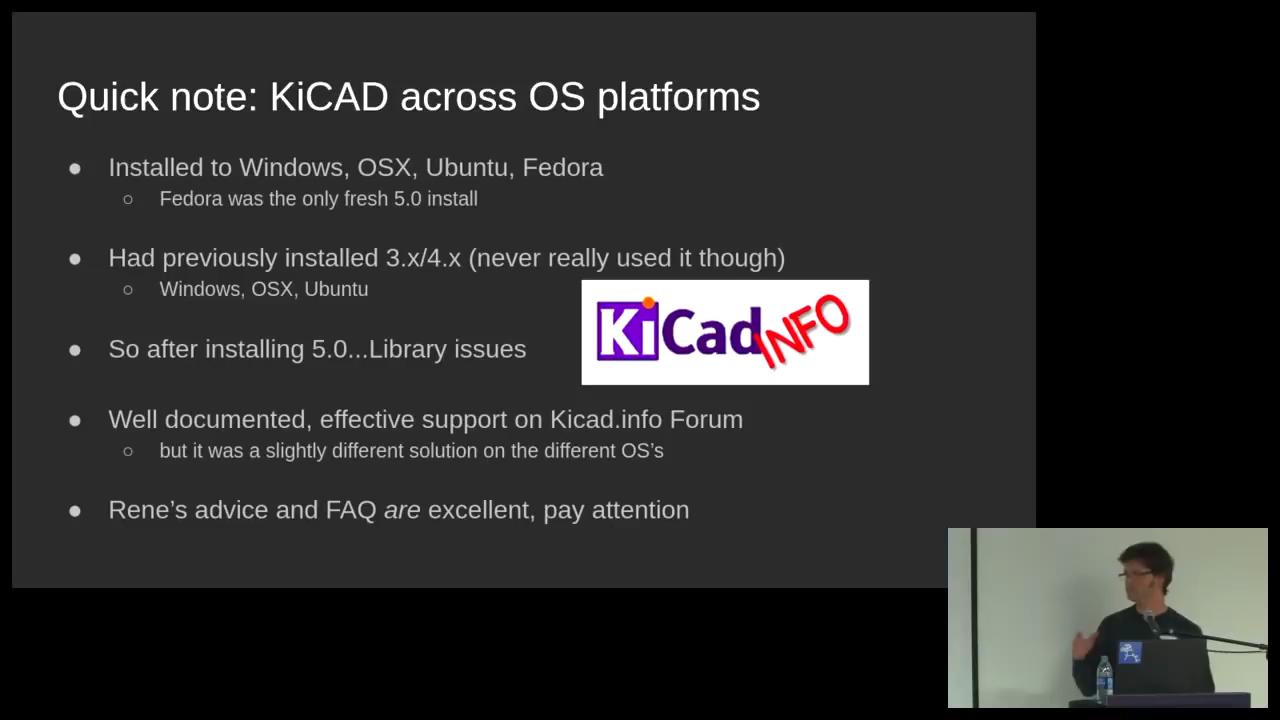 Quick note: KiCAD across OS platforms
● Installed to Windows, OSX, Ubuntu, Fedora
○ Fedora was the only fresh 5.0 install
● Had previously installed 3.x/4.x (never really used it though)
○ Windows, OSX, Ubuntu
KiCad INFO
● So after installing 5.0...Library issues
● Well documented, effective support on Kicad.info Forum
○ but it was a slightly different solution on the different OS’s
● Rene’s advice and FAQ are excellent, pay attention